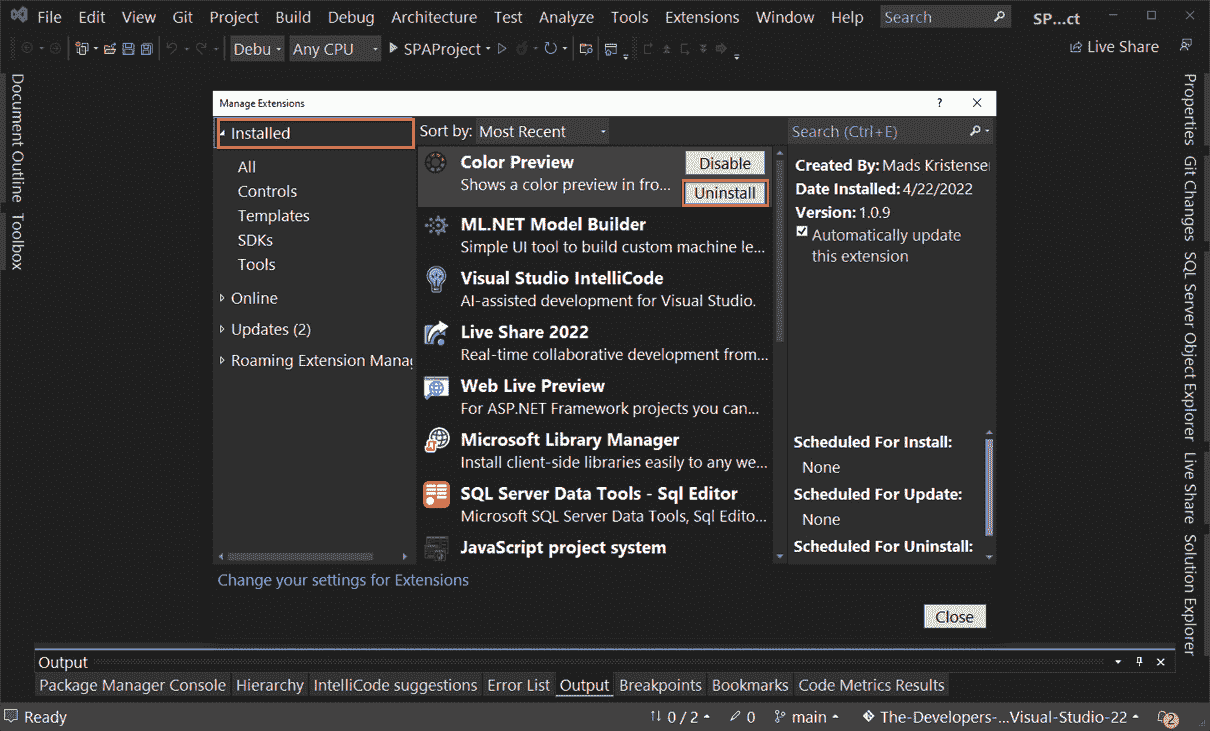 File Edit View Git Project Build Debug Architecture Test Analyze Tools Extensions Window Help Search SP...ct
Debu Any CPU SPAProject Live Share
Document Outline
Toolbox
Manage Extensions ?
Installed
All
Controls
Templates
SDKs
Tools
Online
Updates (2)
Roaming Extension Mana
Sort by: Most Recent
Color Preview Disable
Shows a color preview in fro... Uninstall
ML.NET Model Builder
Simple UI tool to build custom machine le...
Visual Studio IntelliCode
AI-assisted development for Visual Studio.
Live Share 2022
Real-time collaborative development from...
Web Live Preview
For ASP.NET Framework projects you can...
Microsoft Library Manager
Install client-side libraries easily to any we...
SQL Server Data Tools - Sql Editor
Microsoft SQL Server Data Tools, Sql Edito...
JavaScript project system
Search (Ctrl+E)
Created By: Mads Kristensen
Date Installed: 4/22/2022
Version: 1.0.9
Automatically update
this extension
Scheduled For Install:
None
Scheduled For Update:
None
Scheduled For Uninstall:
Change your settings for Extensions
Close
Properties
Git Changes
SQL Server Object Explorer
Live Share
Solution Explorer
Output
Package Manager Console Hierarchy IntelliCode suggestions Error List Output Breakpoints Bookmarks Code Metrics Results
Ready 0 / 2 0 main The-Developers-...Visual-Studio-22 2